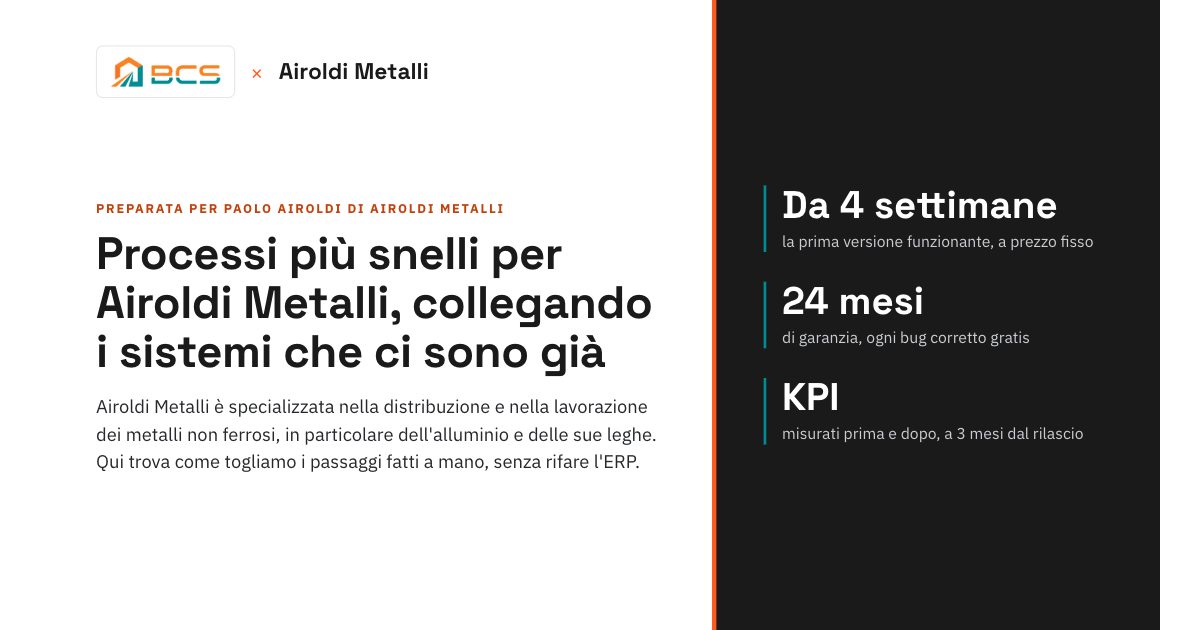 BCS × Airoldi Metalli
PREPARATA PER PAOLO AIROLDI DI AIROLDI METALLI
Processi più snelli per
Airoldi Metalli, collegando
i sistemi che ci sono già
Airoldi Metalli è specializzata nella distribuzione e nella lavorazione
dei metalli non ferrosi, in particolare dell'alluminio e delle sue leghe.
Qui trova come togliamo i passaggi fatti a mano, senza rifare l'ERP.
Da 4 settimane
la prima versione funzionante, a prezzo fisso
24 mesi
di garanzia, ogni bug corretto gratis
KPI
misurati prima e dopo, a 3 mesi dal rilascio